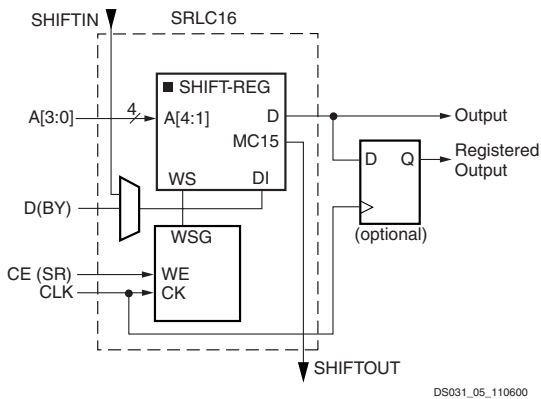 SHIFTIN
SRLC16
SHIFT-REG
A[3:0]
4
A[4:1]
D
Output
MC15
D
Q
Registered
Output
WS
DI
D(BY)
(optional)
WSG
CE (SR)
WE
CLK
CK
SHIFTOUT
DS031_05_110600